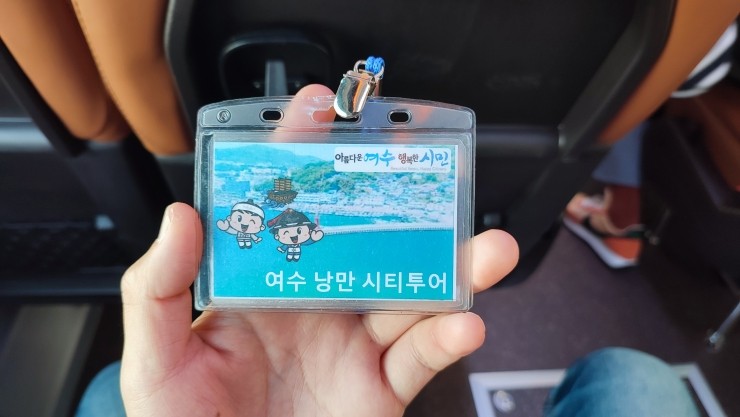 아름다운 여수 행복한 시민
여수 낭만 시티투어